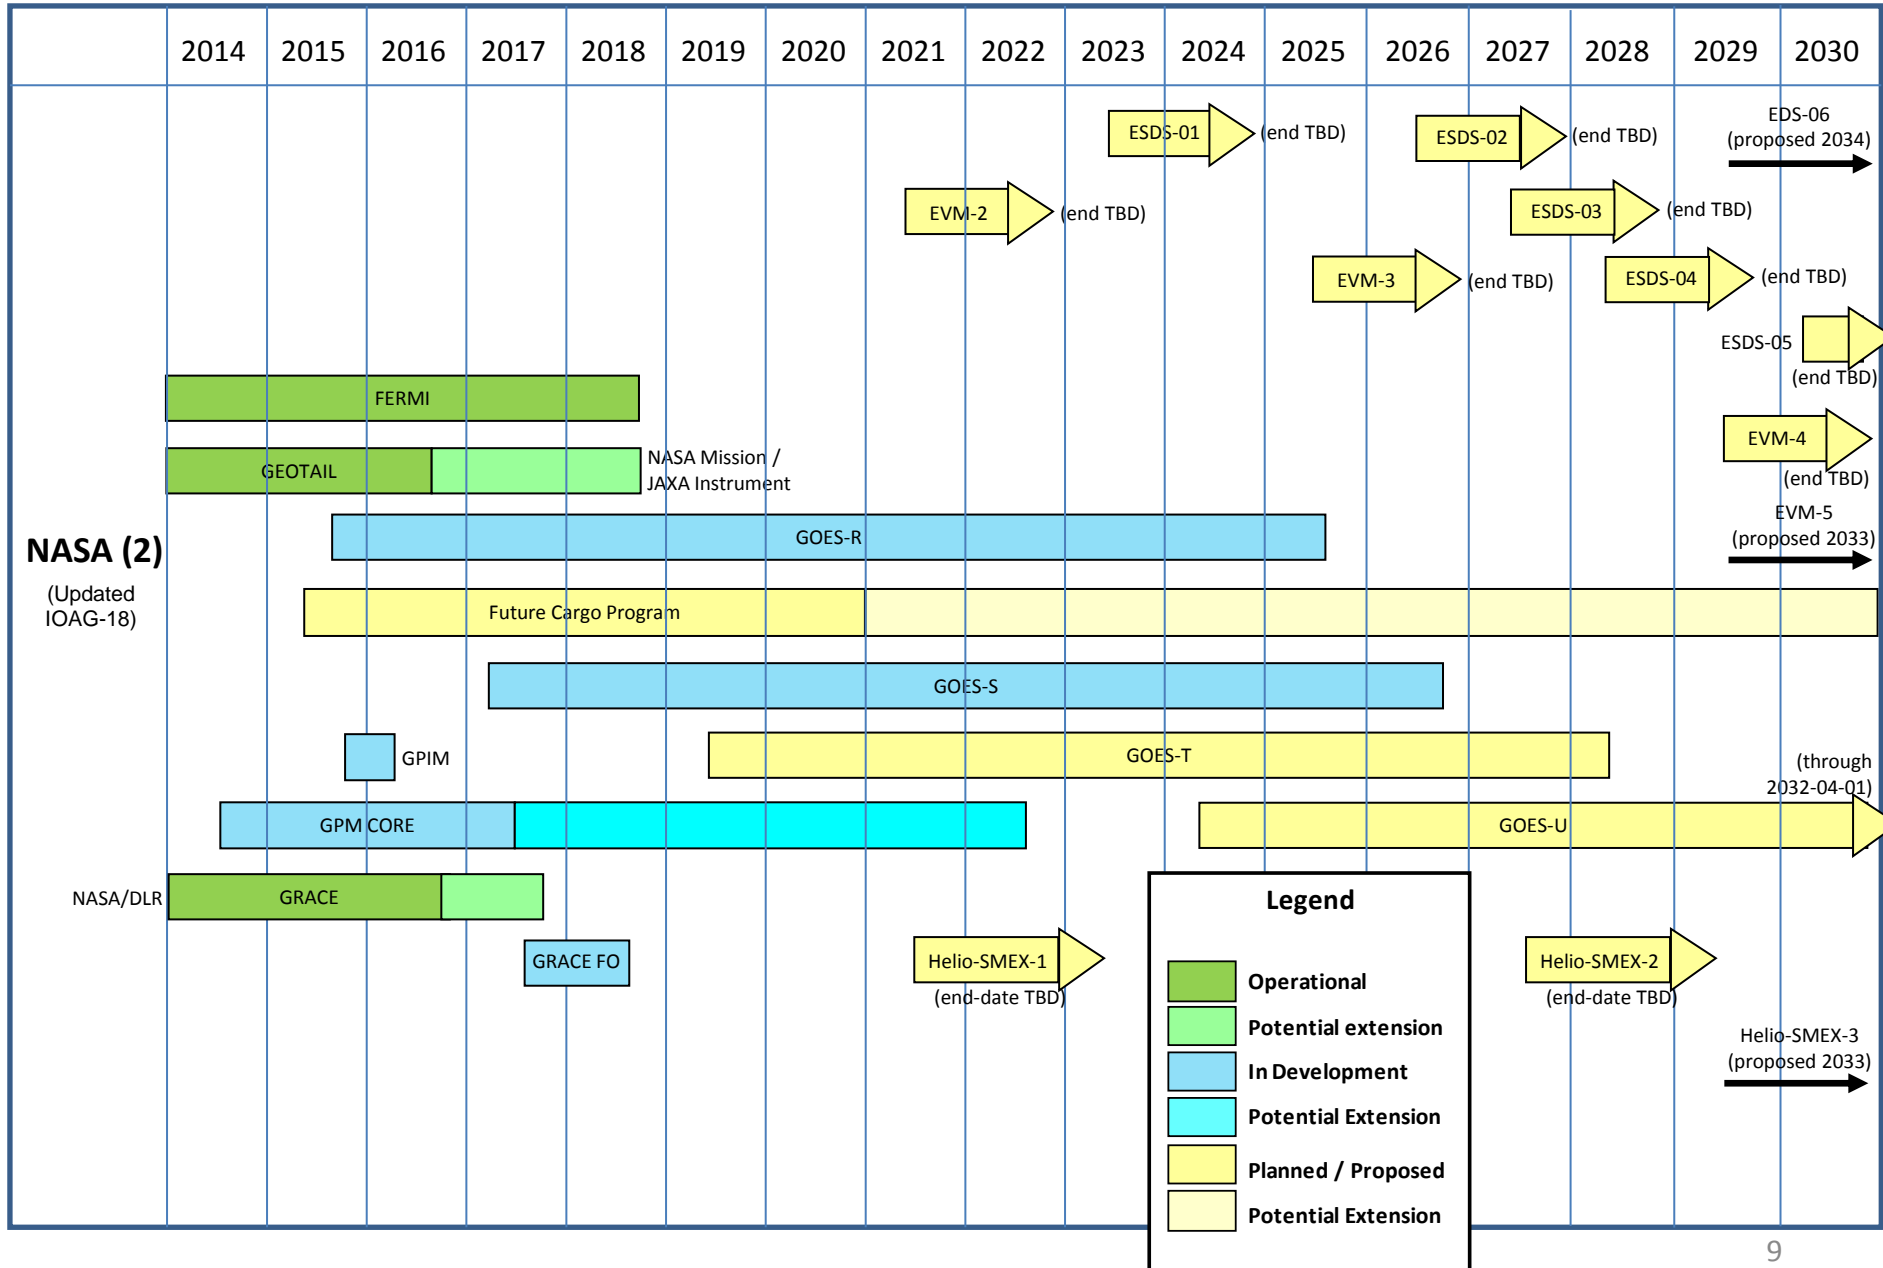 2014 2015 2016 2017 2018 2019 2020 2021 2022 2023 2024 2025 2026 2027 2028 2029 2030
NASA (2)
(Updated
IOAG-18)
ESDS-01
(end TBD)
ESDS-02
(end TBD)
EDS-06
(proposed 2034)
EVM-2
(end TBD)
ESDS-03
(end TBD)
EVM-3
(end TBD)
ESDS-04
(end TBD)
ESDS-05
(end TBD)
FERMI
EVM-4
(end TBD)
GEOTAIL
NASA Mission /
JAXA Instrument
GOES-R
EVM-5
(proposed 2033)
Future Cargo Program
GOES-S
GPIM
GOES-T
(through
2032-04-01)
GPM CORE
GOES-U
NASA/DLR
GRACE
GRACE FO
Helio-SMEX-1
(end-date TBD)
Helio-SMEX-2
(end-date TBD)
Helio-SMEX-3
(proposed 2033)
Legend
Operational
Potential extension
In Development
Potential Extension
Planned / Proposed
Potential Extension
9